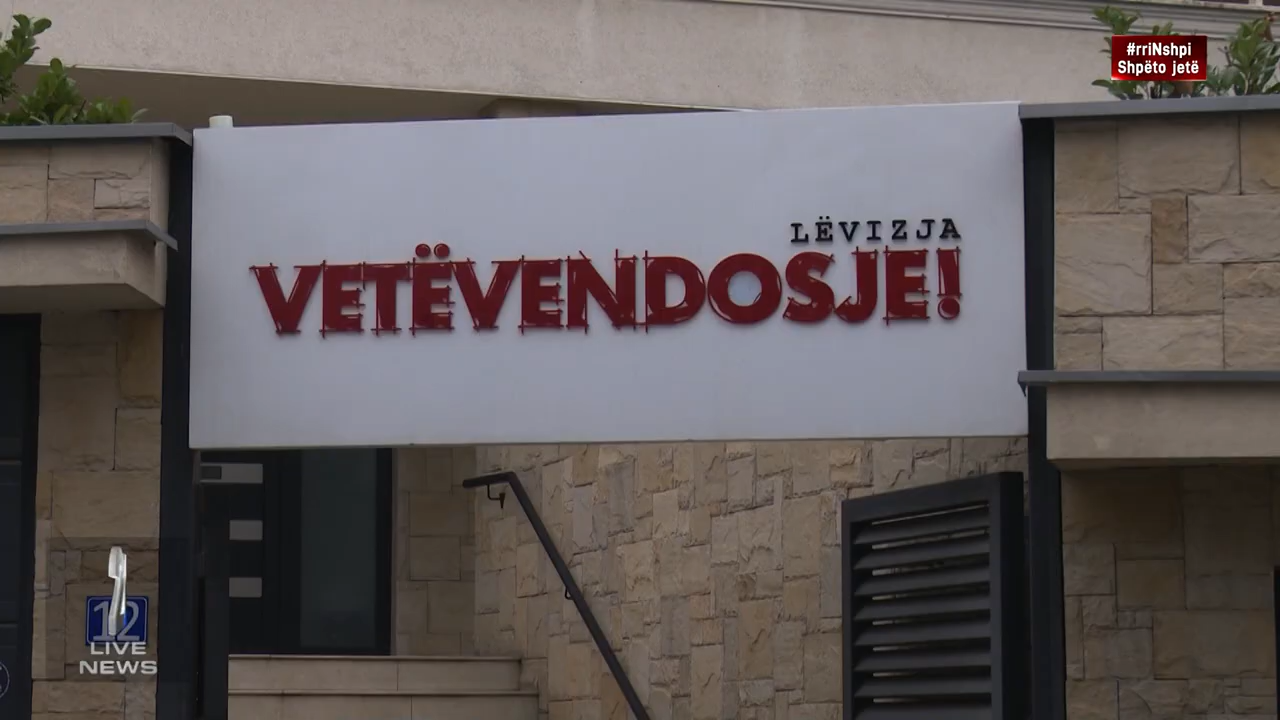 #rriNshpi
Shpëto jetë
LËVIZJA
VETËVENDOSJE!
12
LIVE
NEWS